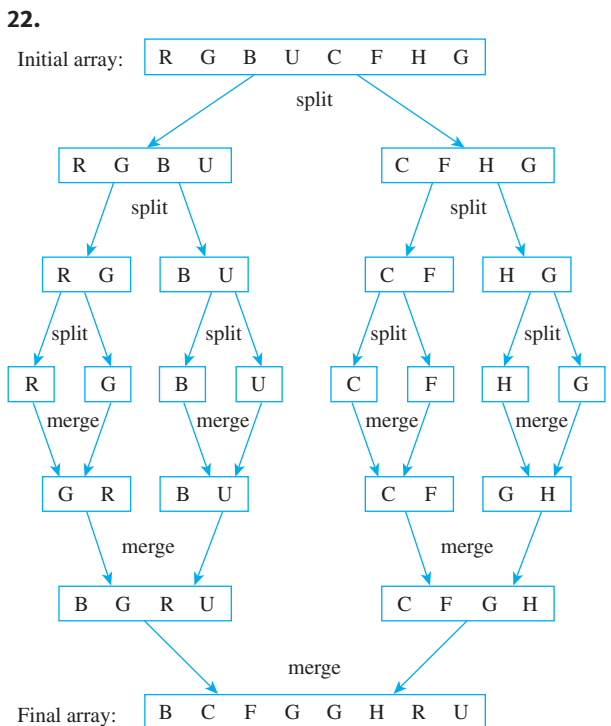 22.
Initial array: R G B U C F H G
split
R G B U C F H G
split split
R G B U C F H G
split split split split
R G B U C F H G
merge merge merge merge
G R B U C F G H
merge merge
B G R U C F G H
merge
Final array: B C F G G H R U